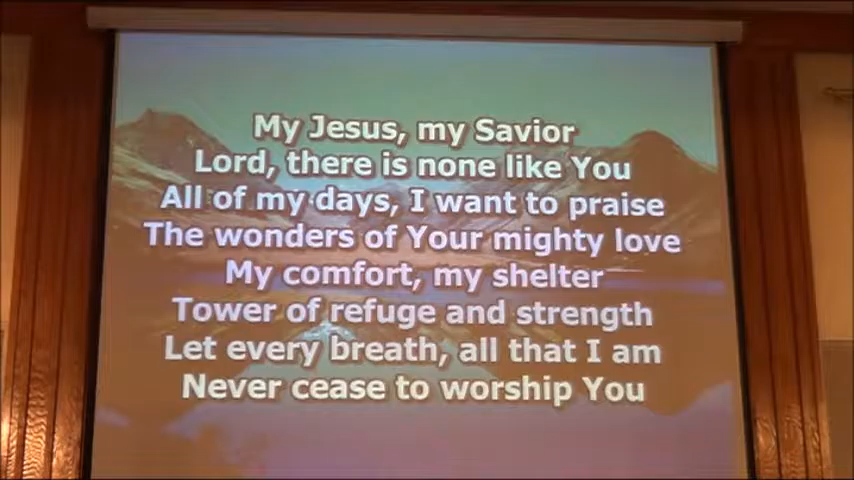 My Jesus, my Savior
Lord, there is none like You
All of my days, I want to praise
The wonders of Your mighty love
My comfort, my shelter
Tower of refuge and strength
Let every breath, all that I am
Never cease to worship You